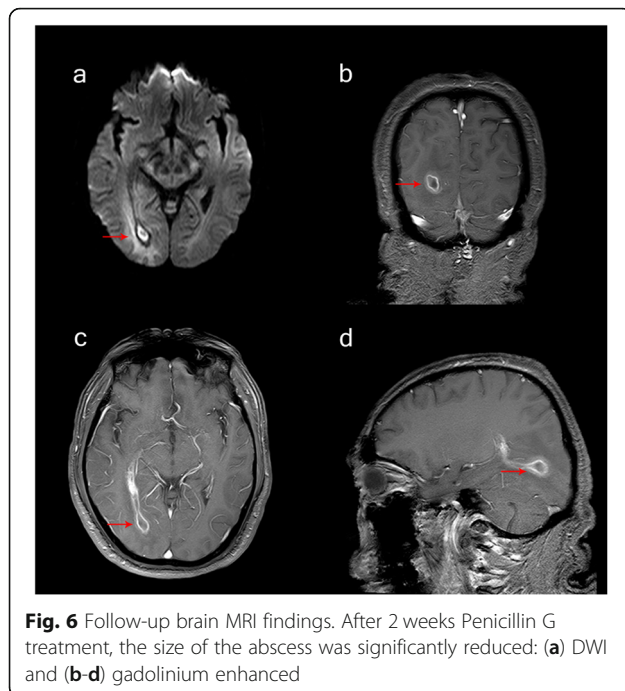 a
b
c
d
Fig. 6 Follow-up brain MRI findings. After 2 weeks Penicillin G
treatment, the size of the abscess was significantly reduced: (a) DWI
and (b-d) gadolinium enhanced